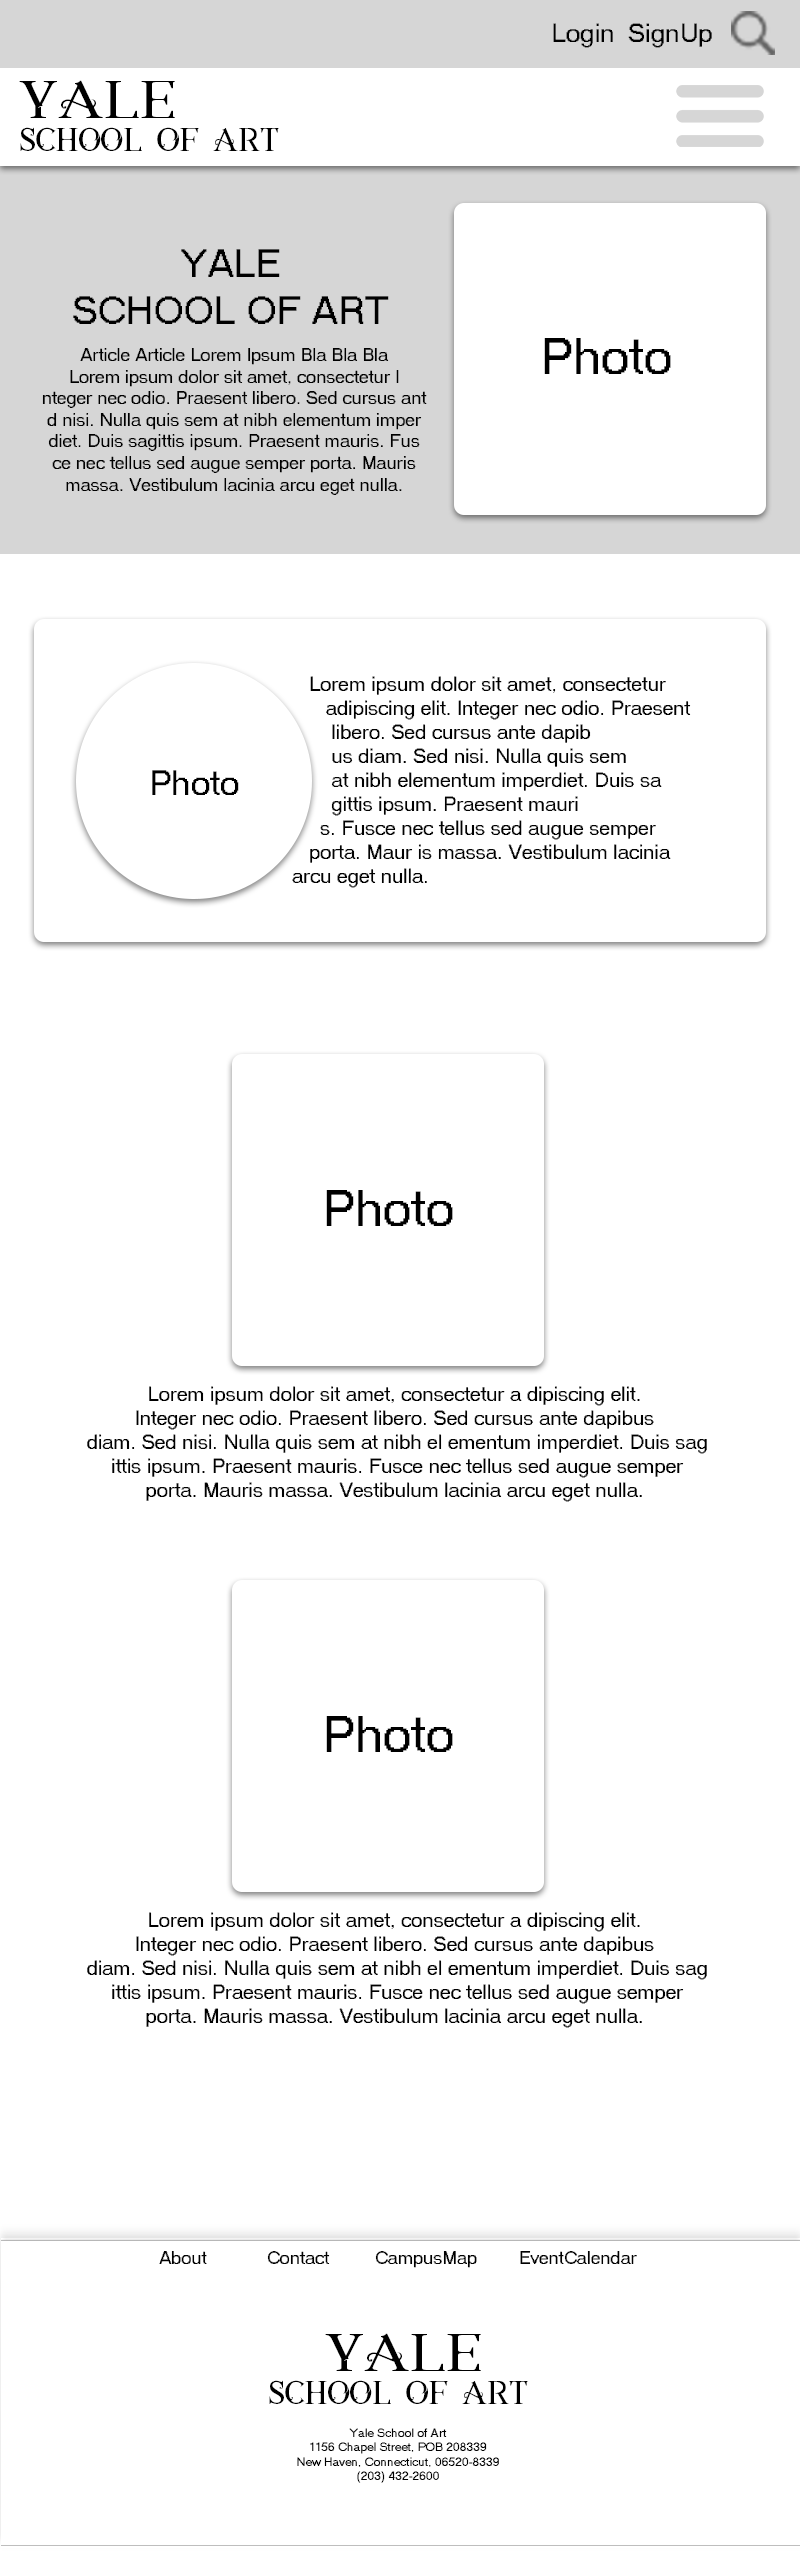 Login SignUp
YALE
SCHOOL OF ART
YALE
SCHOOL OF ART
Article Article Lorem Ipsum Bla Bla Bla
Lorem ipsum dolor sit amet, consectetur I
nteger nec odio. Praesent libero. Sed cursus ant
d nisi. Nulla quis sem at nibh elementum imper
diet. Duis sagittis ipsum. Praesent mauris. Fus
ce nec tellus sed augue semper porta. Mauris
massa. Vestibulum lacinia arcu eget nulla.
Photo
Photo
Lorem ipsum dolor sit amet, consectetur
adipiscing elit. Integer nec odio. Praesent
libero. Sed cursus ante dapib
us diam. Sed nisi. Nulla quis sem
at nibh elementum imperdiet. Duis sa
gittis ipsum. Praesent mauri
s. Fusce nec tellus sed augue semper
porta. Maur is massa. Vestibulum lacinia
arcu eget nulla.
Photo
Lorem ipsum dolor sit amet, consectetur a dipiscing elit.
Integer nec odio. Praesent libero. Sed cursus ante dapibus
diam. Sed nisi. Nulla quis sem at nibh el ementum imperdiet. Duis sag
ittis ipsum. Praesent mauris. Fusce nec tellus sed augue semper
porta. Mauris massa. Vestibulum lacinia arcu eget nulla.
Photo
Lorem ipsum dolor sit amet, consectetur a dipiscing elit.
Integer nec odio. Praesent libero. Sed cursus ante dapibus
diam. Sed nisi. Nulla quis sem at nibh el ementum imperdiet. Duis sag
ittis ipsum. Praesent mauris. Fusce nec tellus sed augue semper
porta. Mauris massa. Vestibulum lacinia arcu eget nulla.
About Contact CampusMap EventCalendar
YALE
SCHOOL OF ART
Yale School of Art
1156 Chapel Street, POB 208339
New Haven, Connecticut, 06520-8339
(203) 432-2600